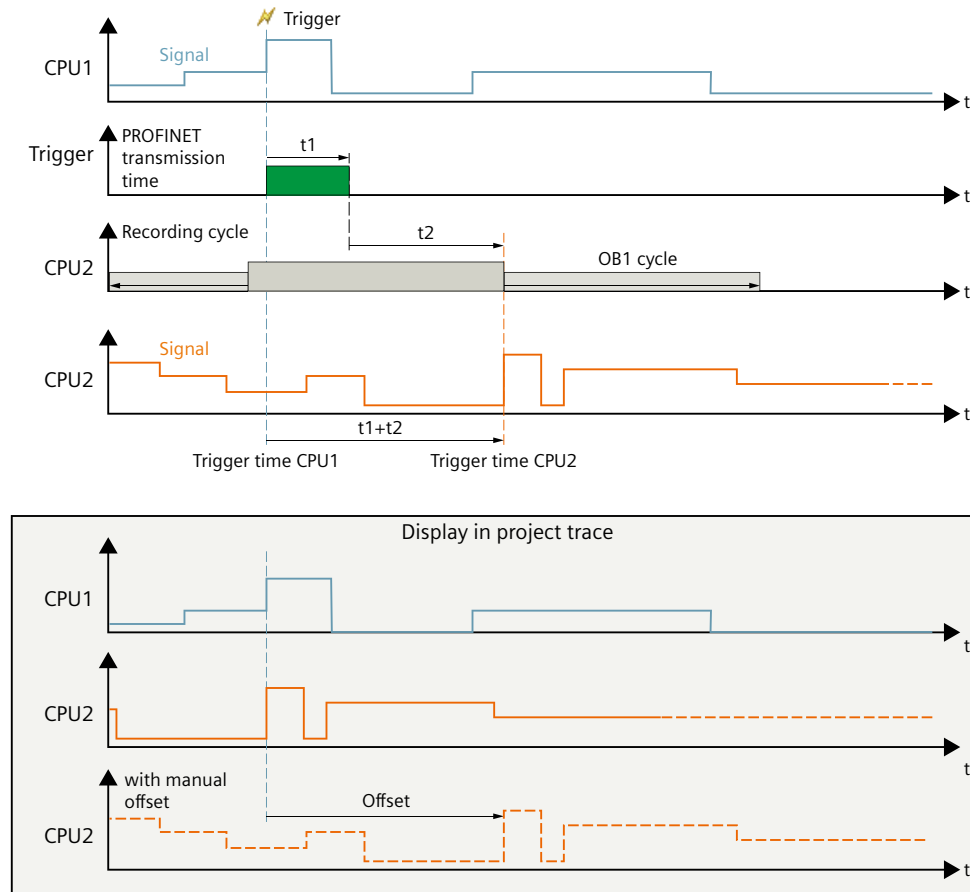 Trigger
Signal
CPU1
t
Trigger
PROFINET
transmission
time
t1
t
Recording cycle
t2
CPU2
OB1 cycle
t
Signal
CPU2
t
t1+t2
Trigger time CPU1
Trigger time CPU2
Display in project trace
CPU1
t
CPU2
t
with manual
offset
Offset
CPU2
t